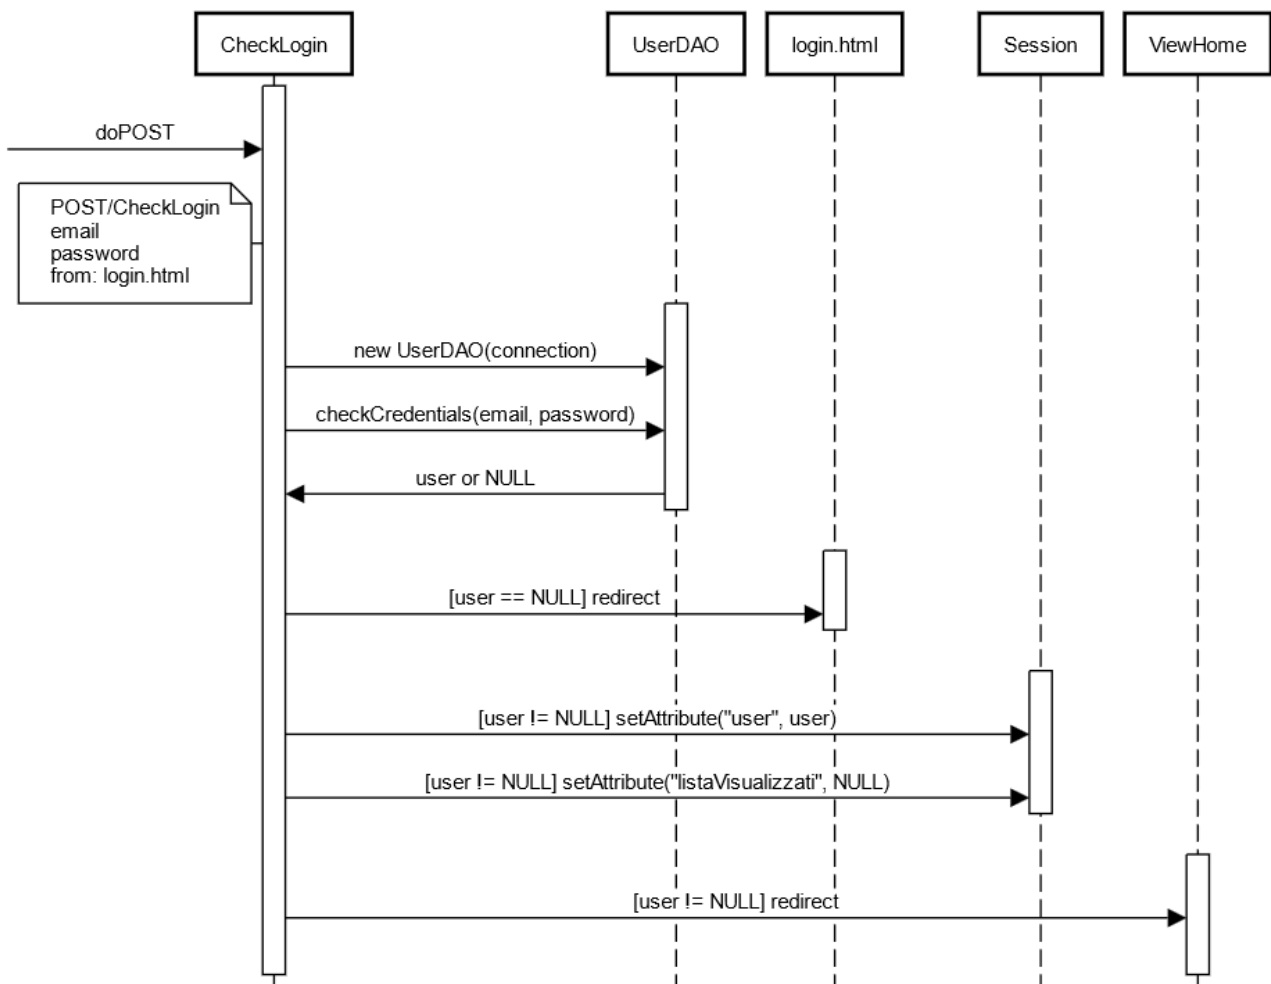 CheckLogin
UserDAO
login.html
Session
ViewHome
doPOST
POST/CheckLogin
email
password
from: login.html
new UserDAO(connection)
checkCredentials(email, password)
user or NULL
[user == NULL] redirect
[user != NULL] setAttribute("user", user)
[user != NULL] setAttribute("listaVisualizzati", NULL)
[user != NULL] redirect